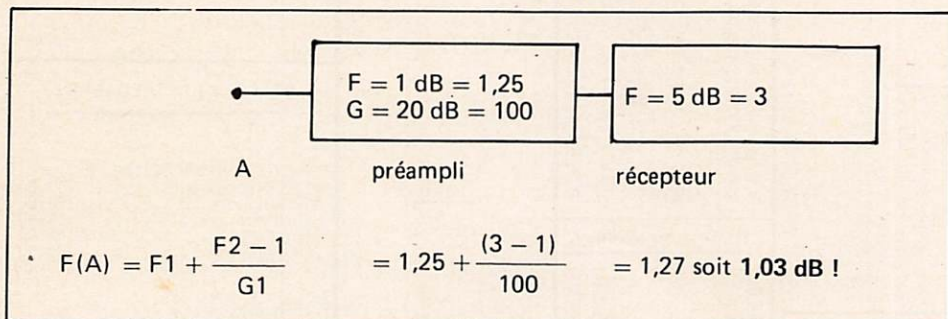 F = 1 dB = 1,25
G = 20 dB = 100
F = 5 dB = 3
A
préampli
récepteur
F(A) = F1 + (F2 − 1)/G1 = 1,25 + (3 − 1)/100 = 1,27 soit 1,03 dB !